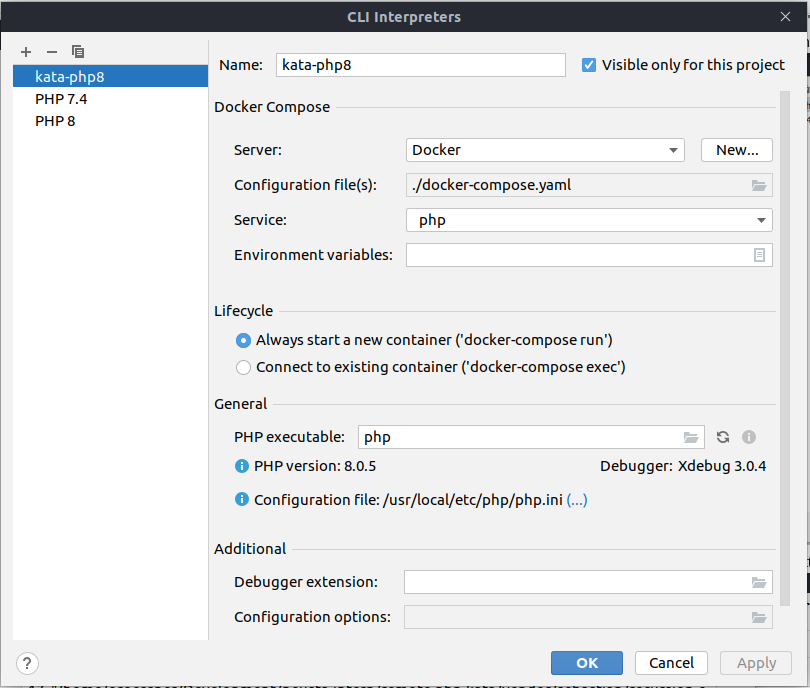 CLI Interpreters
kata-php8
PHP 7.4
PHP 8
Name: kata-php8 Visible only for this project
Docker Compose
Server: Docker New...
Configuration file(s): ./docker-compose.yaml
Service: php
Environment variables:
Lifecycle
Always start a new container ('docker-compose run')
Connect to existing container ('docker-compose exec')
General
PHP executable: php
PHP version: 8.0.5 Debugger: Xdebug 3.0.4
Configuration file: /usr/local/etc/php/php.ini (...)
Additional
Debugger extension:
Configuration options:
? OK Cancel Apply